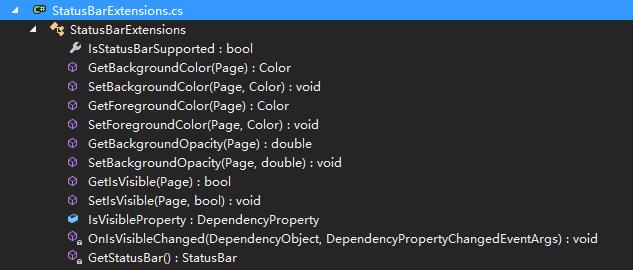 StatusBarExtensions.cs
StatusBarExtensions
IsStatusBarSupported : bool
GetBackgroundColor(Page) : Color
SetBackgroundColor(Page, Color) : void
GetForegroundColor(Page) : Color
SetForegroundColor(Page, Color) : void
GetBackgroundOpacity(Page) : double
SetBackgroundOpacity(Page, double) : void
GetIsVisible(Page) : bool
SetIsVisible(Page, bool) : void
IsVisibleProperty : DependencyProperty
OnIsVisibleChanged(DependencyObject, DependencyPropertyChangedEventArgs) : void
GetStatusBar() : StatusBar